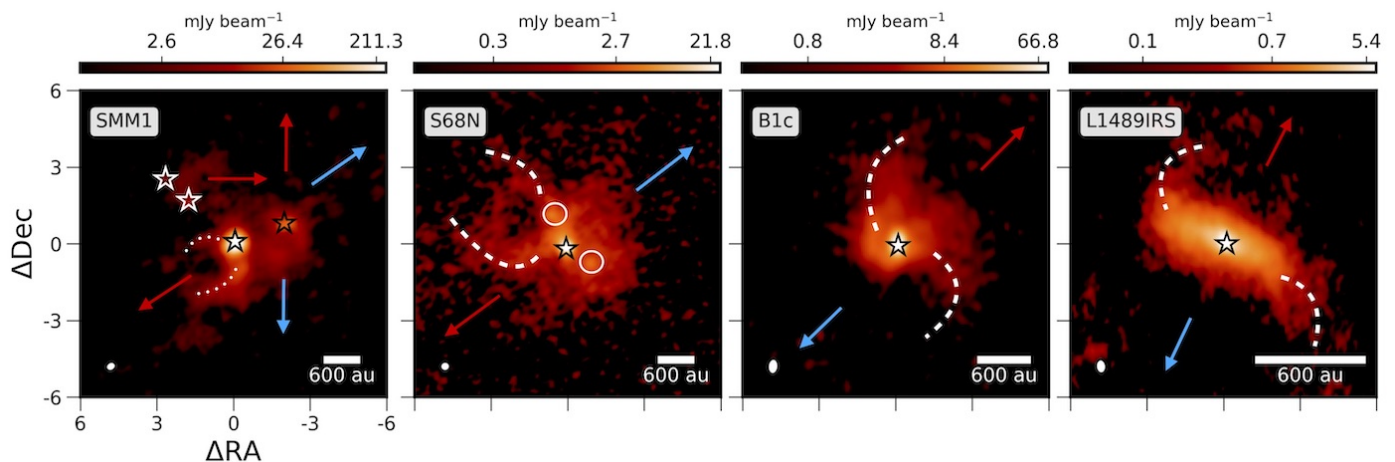 mJy beam⁻¹ mJy beam⁻¹ mJy beam⁻¹ mJy beam⁻¹
2.6 26.4 211.3 0.3 2.7 21.8 0.8 8.4 66.8 0.1 0.7 5.4
6
SMM1 S68N B1c L1489IRS
3
ΔDec
0
-3
600 au 600 au 600 au 600 au
-6
6 3 0 -3 -6
ΔRA